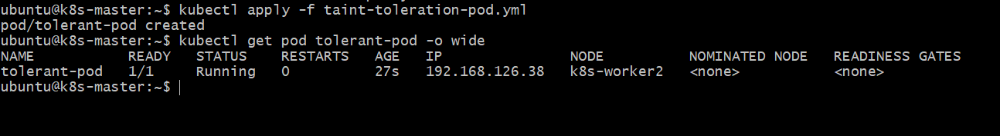 ubuntu@k8s-master:~$ kubectl apply -f taint-toleration-pod.yml
pod/tolerant-pod created
ubuntu@k8s-master:~$ kubectl get pod tolerant-pod -o wide
NAME           READY   STATUS    RESTARTS   AGE   IP               NODE          NOMINATED NODE   READINESS GATES
tolerant-pod   1/1     Running   0          27s   192.168.126.38   k8s-worker2   <none>           <none>
ubuntu@k8s-master:~$